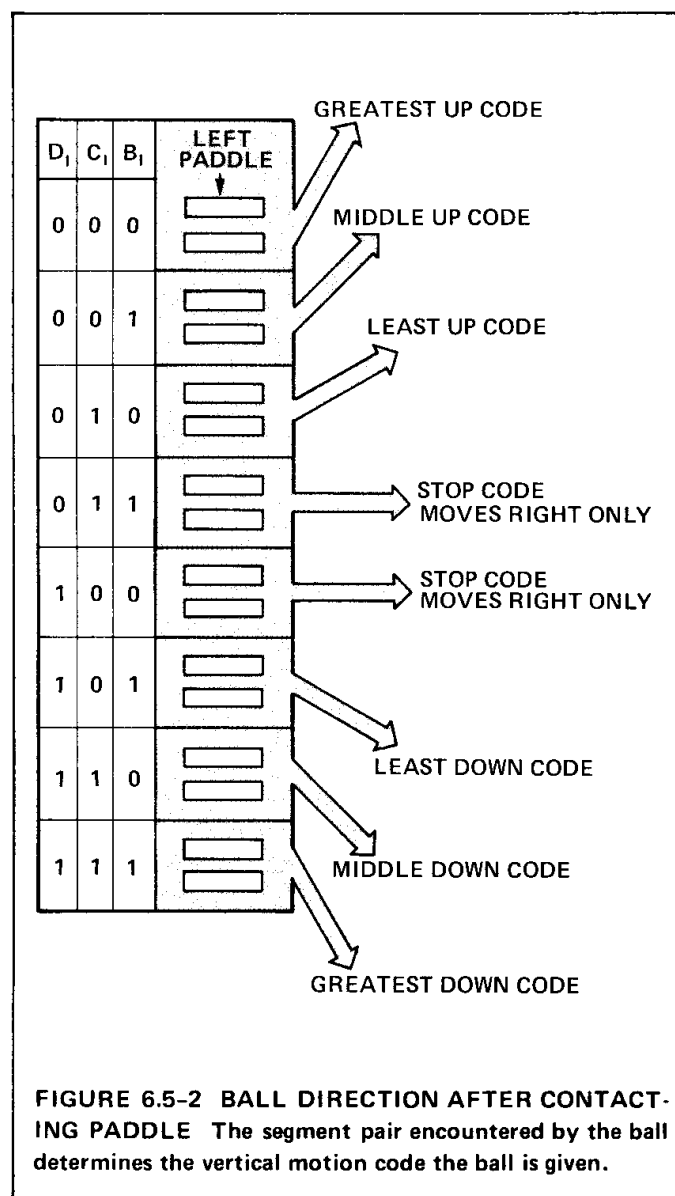 GREATEST UP CODE
D₁ C₁ B₁ LEFT
PADDLE
0 0 0
MIDDLE UP CODE
0 0 1
LEAST UP CODE
0 1 0
0 1 1 STOP CODE
MOVES RIGHT ONLY
1 0 0 STOP CODE
MOVES RIGHT ONLY
1 0 1
LEAST DOWN CODE
1 1 0
1 1 1 MIDDLE DOWN CODE
GREATEST DOWN CODE
FIGURE 6.5-2 BALL DIRECTION AFTER CONTACT-
ING PADDLE The segment pair encountered by the ball
determines the vertical motion code the ball is given.